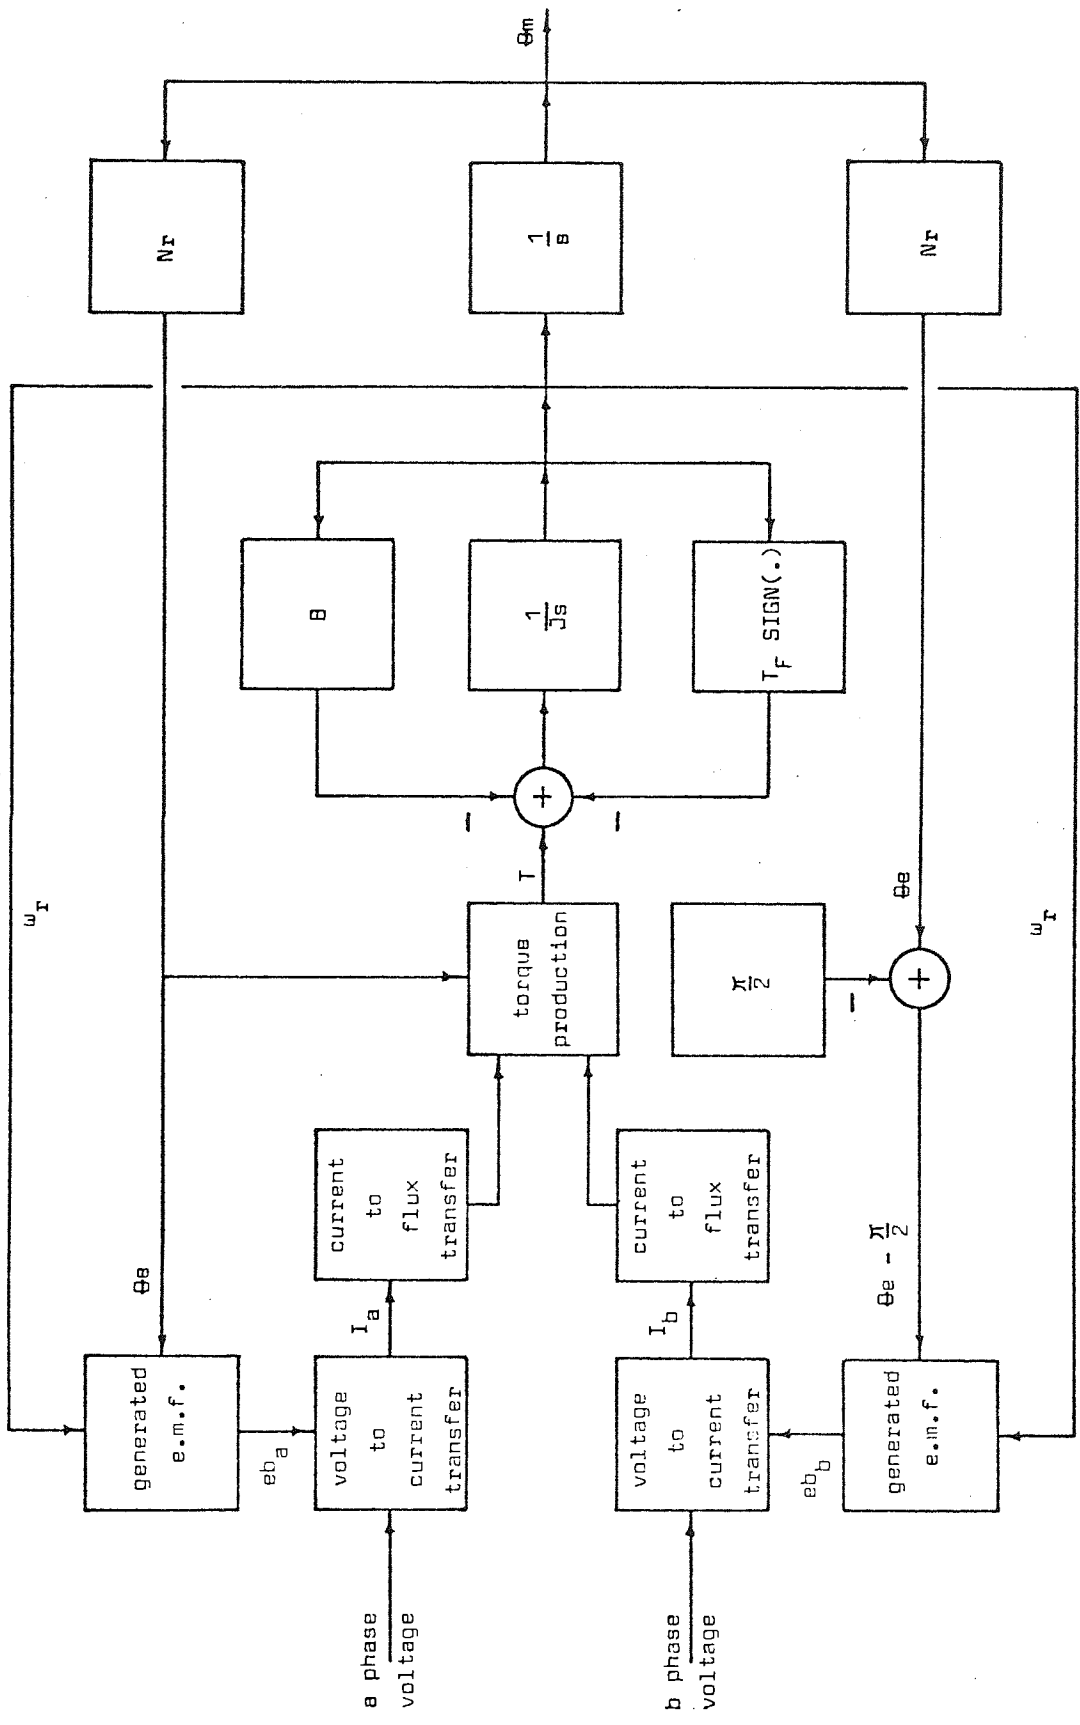 ωr
Nr
θe
generated
e.m.f.
eba
a phase
voltage
voltage
to
current
transfer
Ia
current
to
flux
transfer
B
torque
production
T
+
−
−
1
Js
1
s
θm
TF SIGN(.)
b phase
voltage
voltage
to
current
transfer
Ib
current
to
flux
transfer
π
2
−
+
θe
Nr
θe - π/2
ebb
generated
e.m.f.
ωr